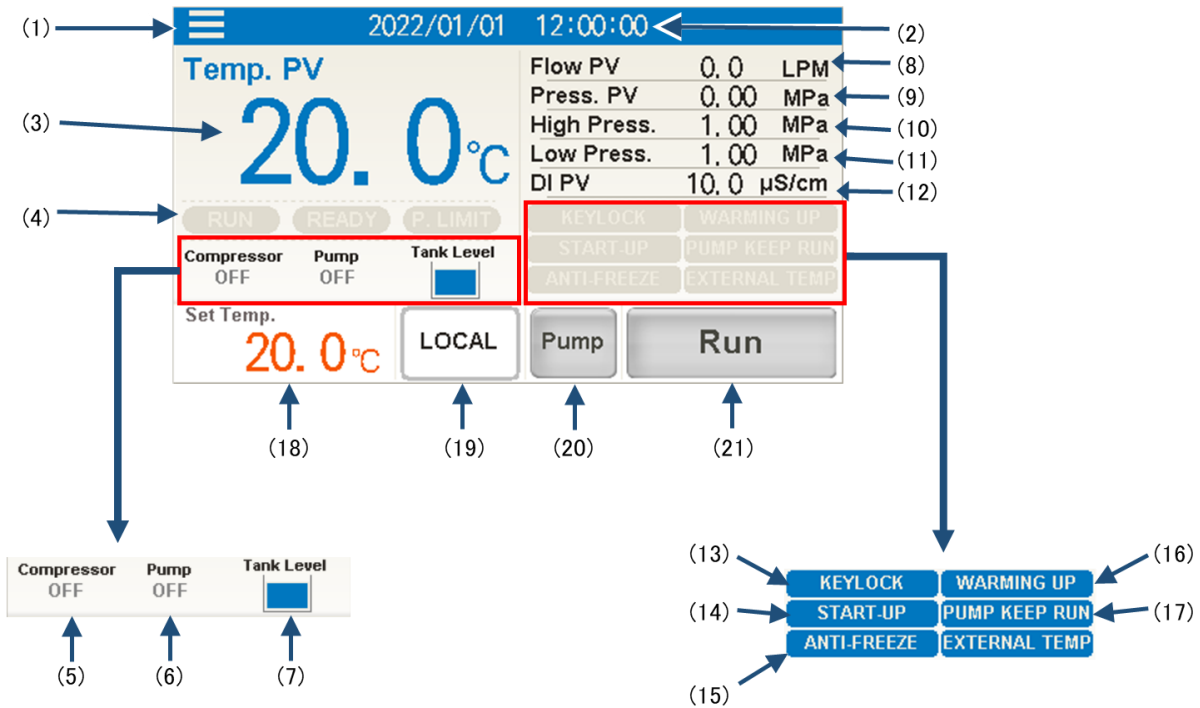 (1) 2022/01/01 12:00:00 (2)
Temp. PV
(3) 20. 0℃
Flow PV 0. 0 LPM (8)
Press. PV 0. 00 MPa (9)
High Press. 1. 00 MPa (10)
Low Press. 1. 00 MPa (11)
DI PV 10. 0 µS/cm (12)
(4) RUN READY P. LIMIT
KEYLOCK WARMING UP
START-UP PUMP KEEP RUN
ANTI-FREEZE EXTERNAL TEMP
Compressor Pump Tank Level
OFF OFF
Set Temp.
20. 0℃ LOCAL Pump Run
(18) (19) (20) (21)
Compressor Pump Tank Level
OFF OFF
(5) (6) (7)
(13) KEYLOCK WARMING UP (16)
(14) START-UP PUMP KEEP RUN (17)
ANTI-FREEZE EXTERNAL TEMP
(15)